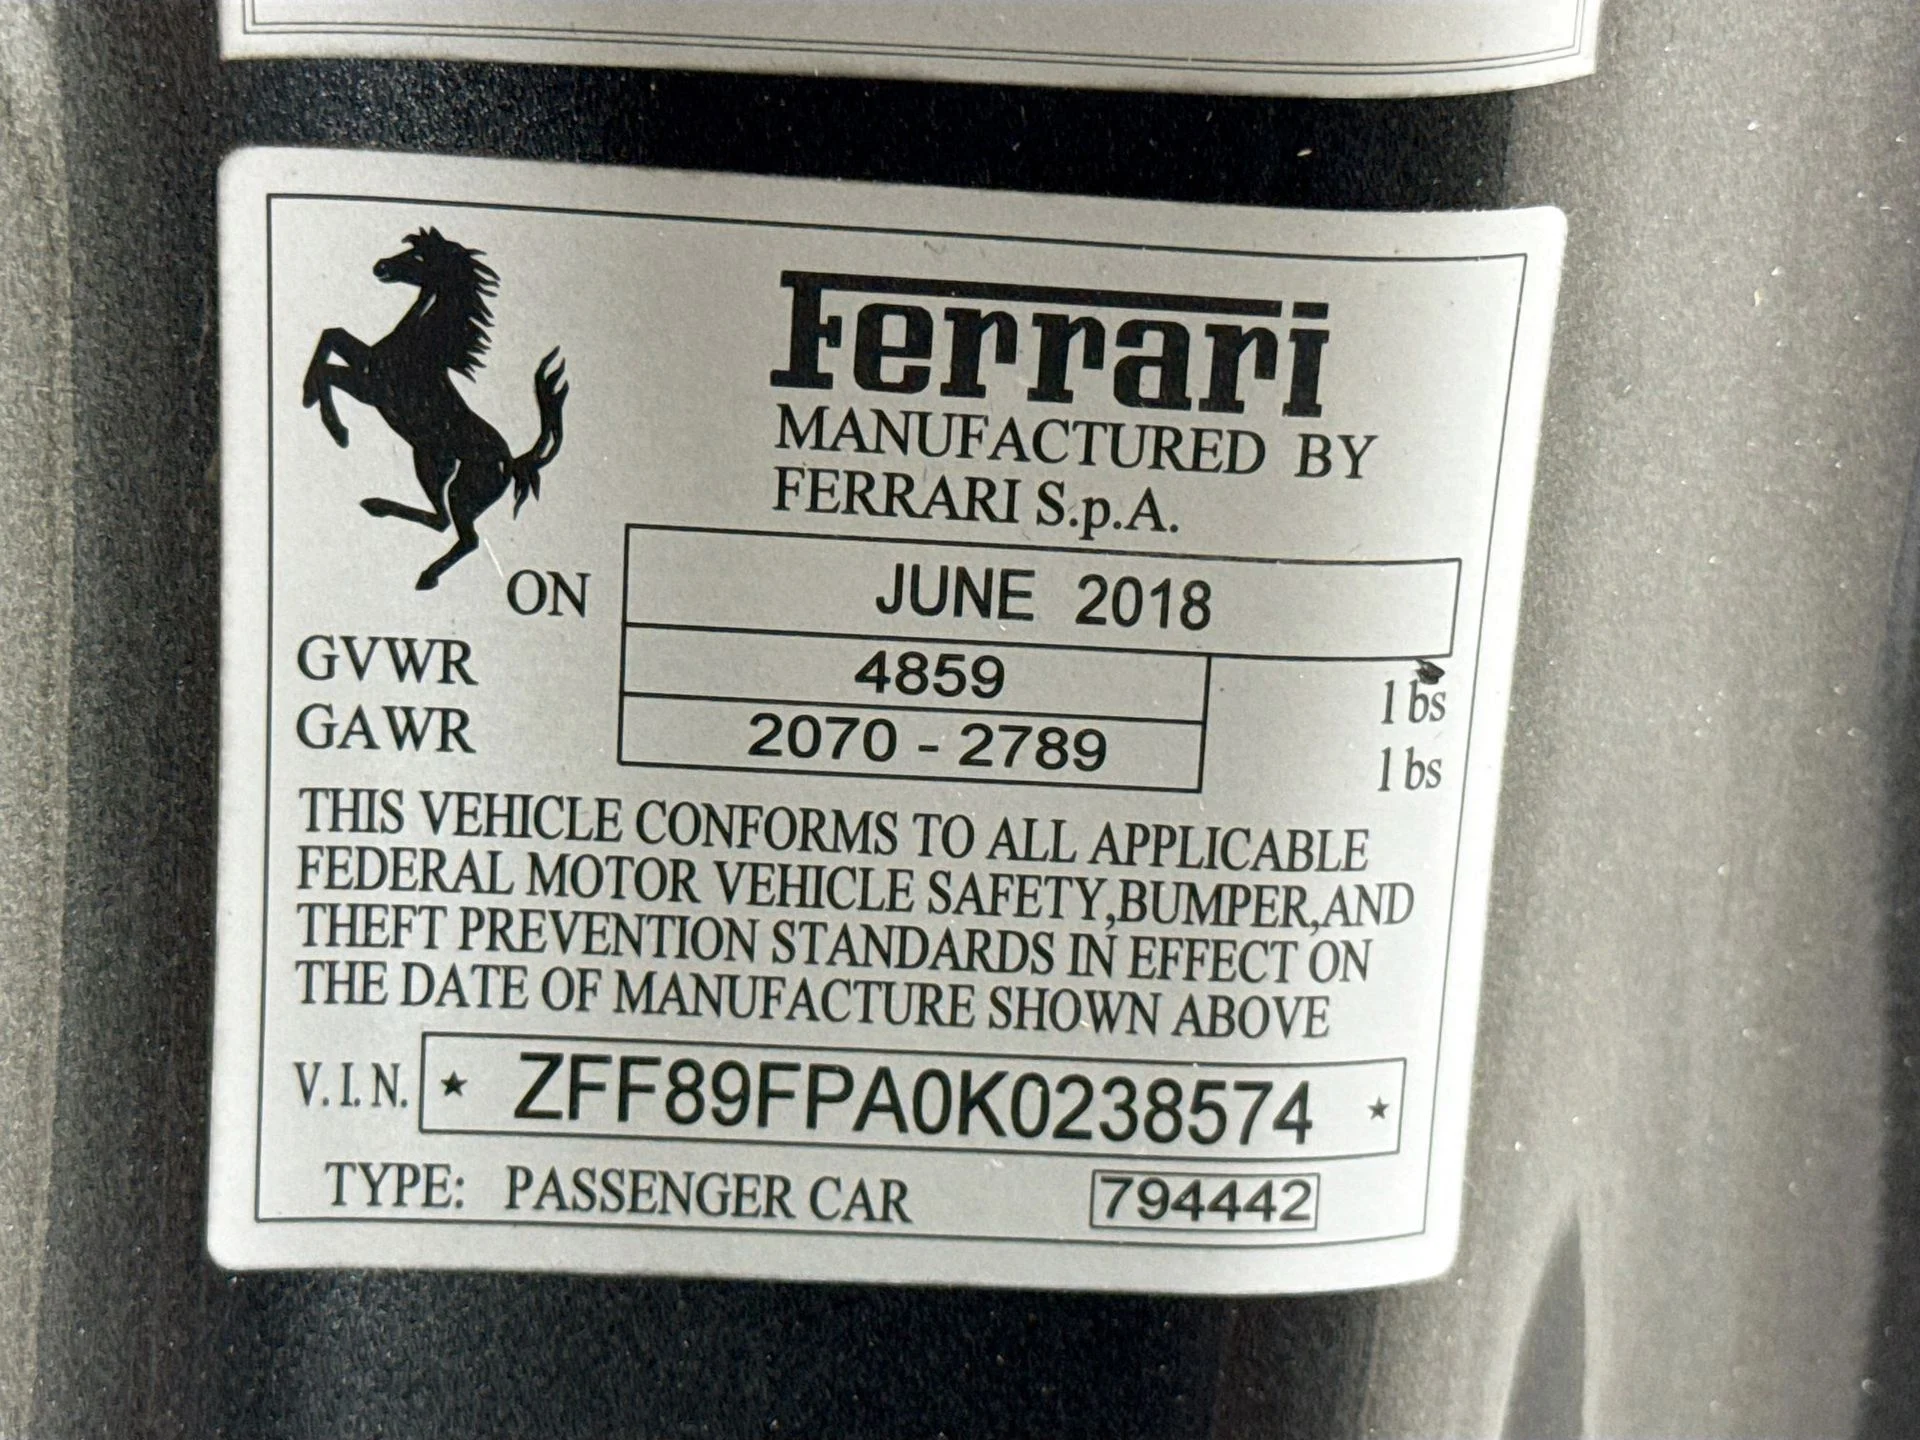 Ferrari
MANUFACTURED BY
FERRARI S.p.A.
ON JUNE 2018
GVWR 4859 lbs
GAWR 2070 - 2789 lbs
THIS VEHICLE CONFORMS TO ALL APPLICABLE
FEDERAL MOTOR VEHICLE SAFETY,BUMPER,AND
THEFT PREVENTION STANDARDS IN EFFECT ON
THE DATE OF MANUFACTURE SHOWN ABOVE
V.I.N. ★ ZFF89FPA0K0238574 ★
TYPE: PASSENGER CAR 794442